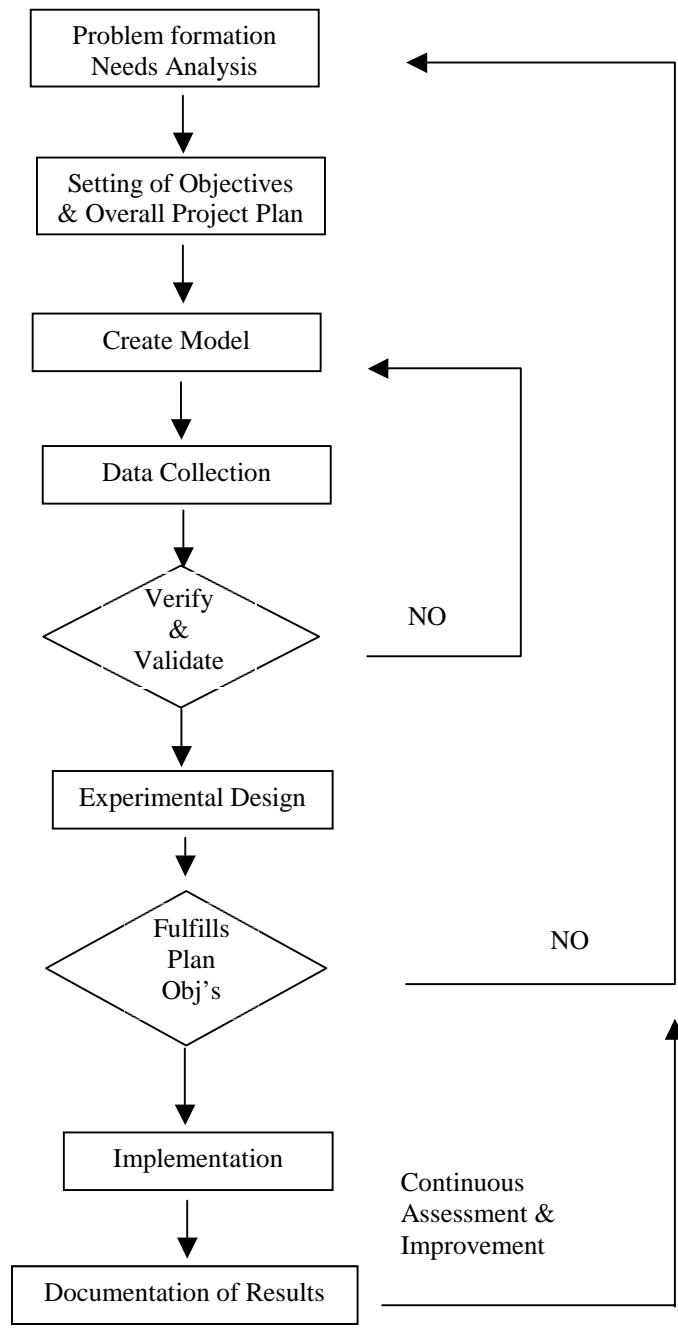 Problem formation
Needs Analysis
Setting of Objectives
& Overall Project Plan
Create Model
Data Collection
Verify
&
Validate
NO
Experimental Design
Fulfills
Plan
Obj’s
NO
Implementation
Continuous
Assessment &
Improvement
Documentation of Results